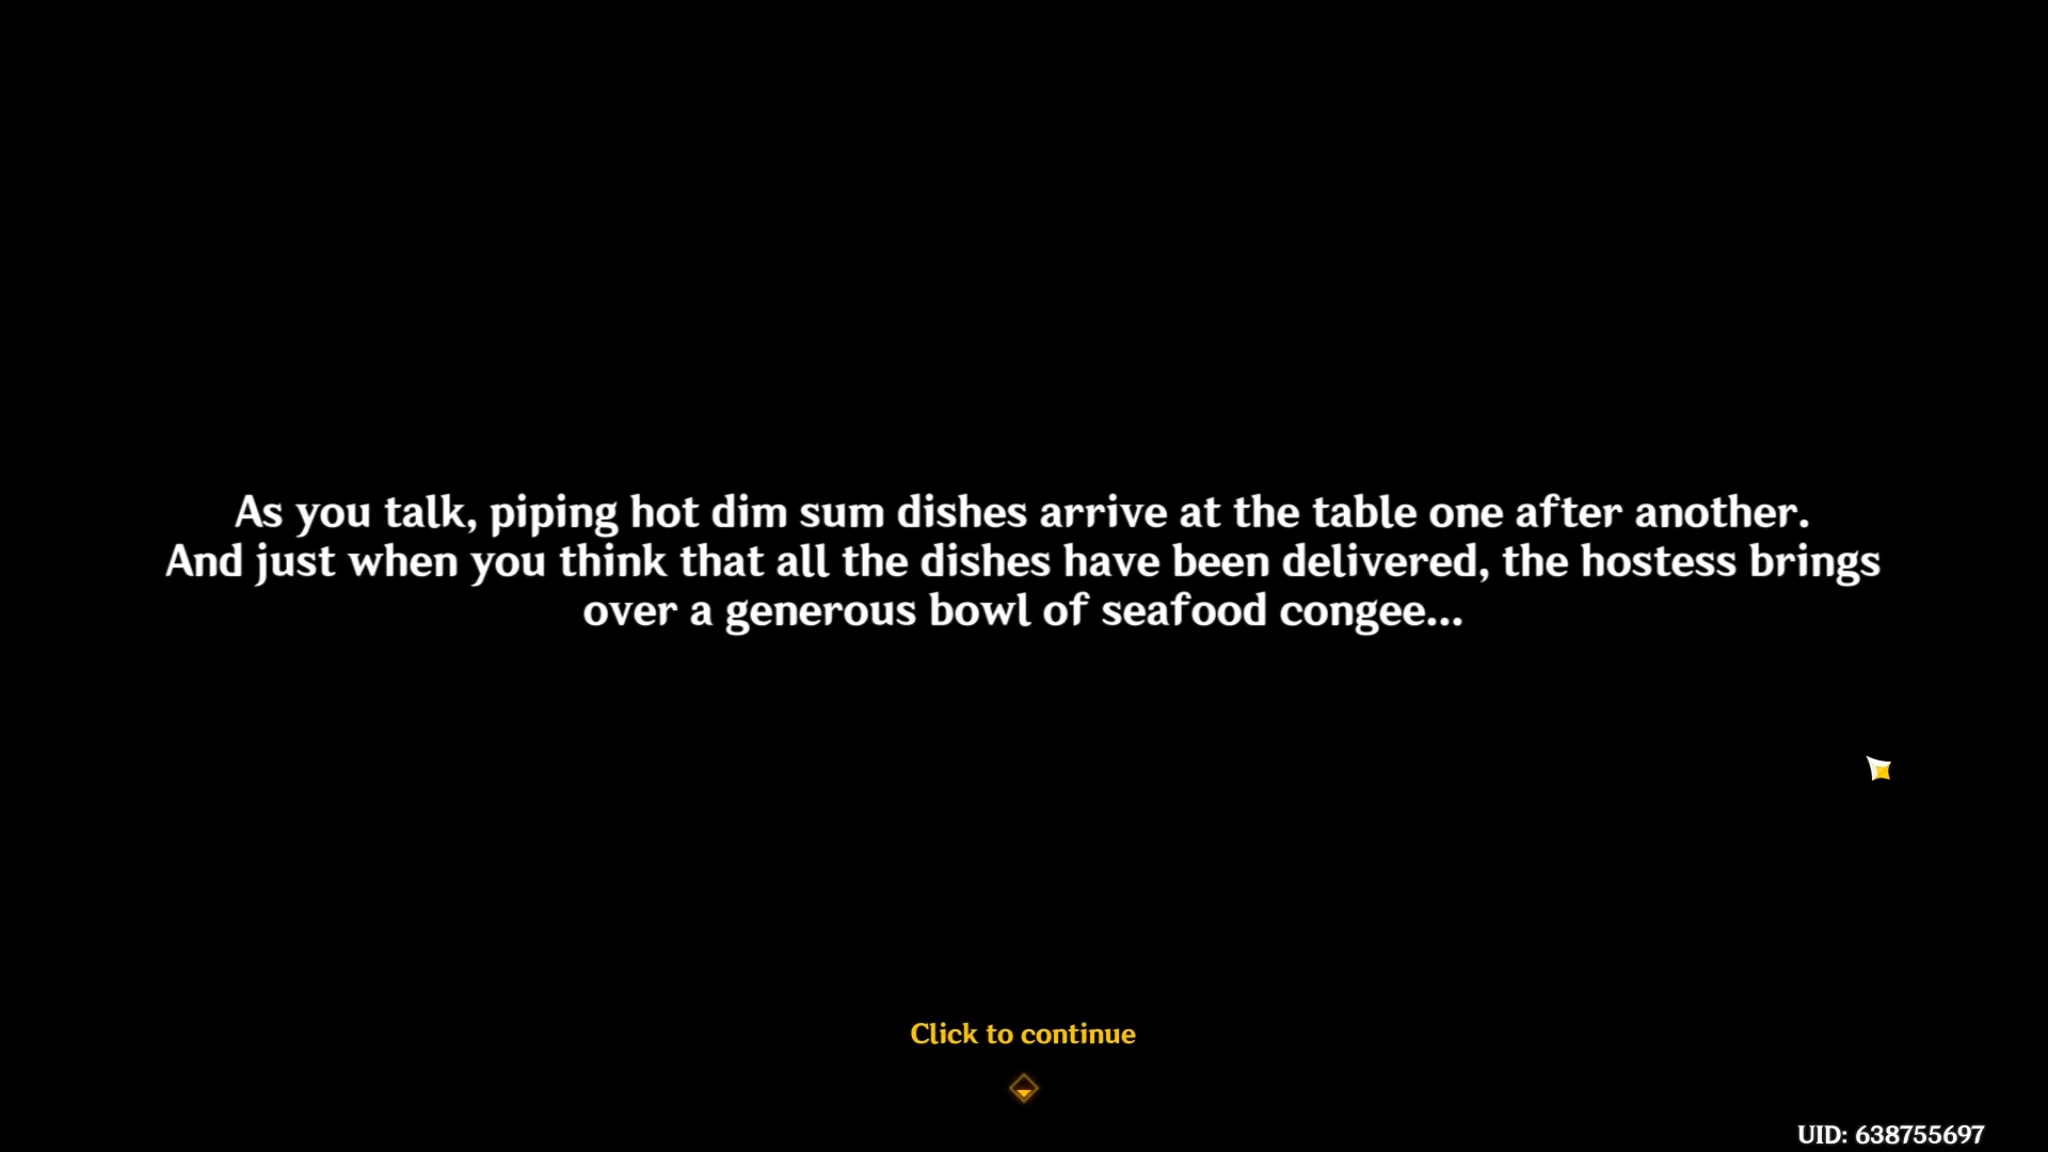 As you talk, piping hot dim sum dishes arrive at the table one after another.
And just when you think that all the dishes have been delivered, the hostess brings
over a generous bowl of seafood congee...
Click to continue
UID: 638755697